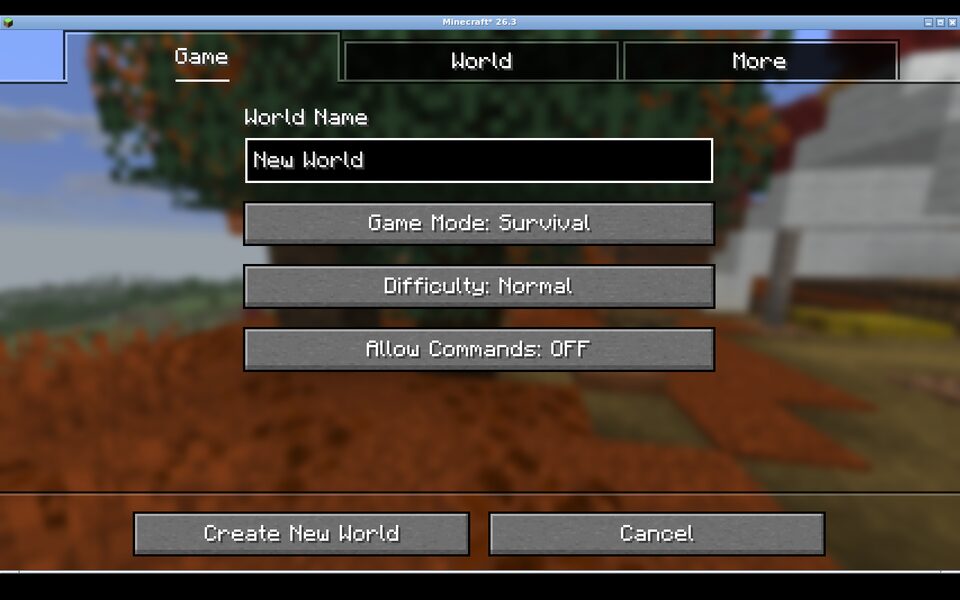 Minecraft* 26.3
Game
World
More
World Name
New World
Game Mode: Survival
Difficulty: Normal
Allow Commands: OFF
Create New World
Cancel